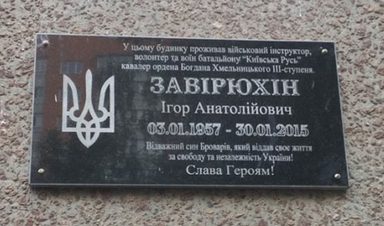 У цьому будинку проживав військовий інструктор,
волонтер та воїн батальйону "Київська Русь"
кавалер ордена Богдана Хмельницького ІІІ-ступеня.
ЗАВІРЮХІН
Ігор Анатолійович
03.01.1957 - 30.01.2015
Відважний син Броварів, який віддав своє життя
за свободу та незалежність України!
Слава Героям!